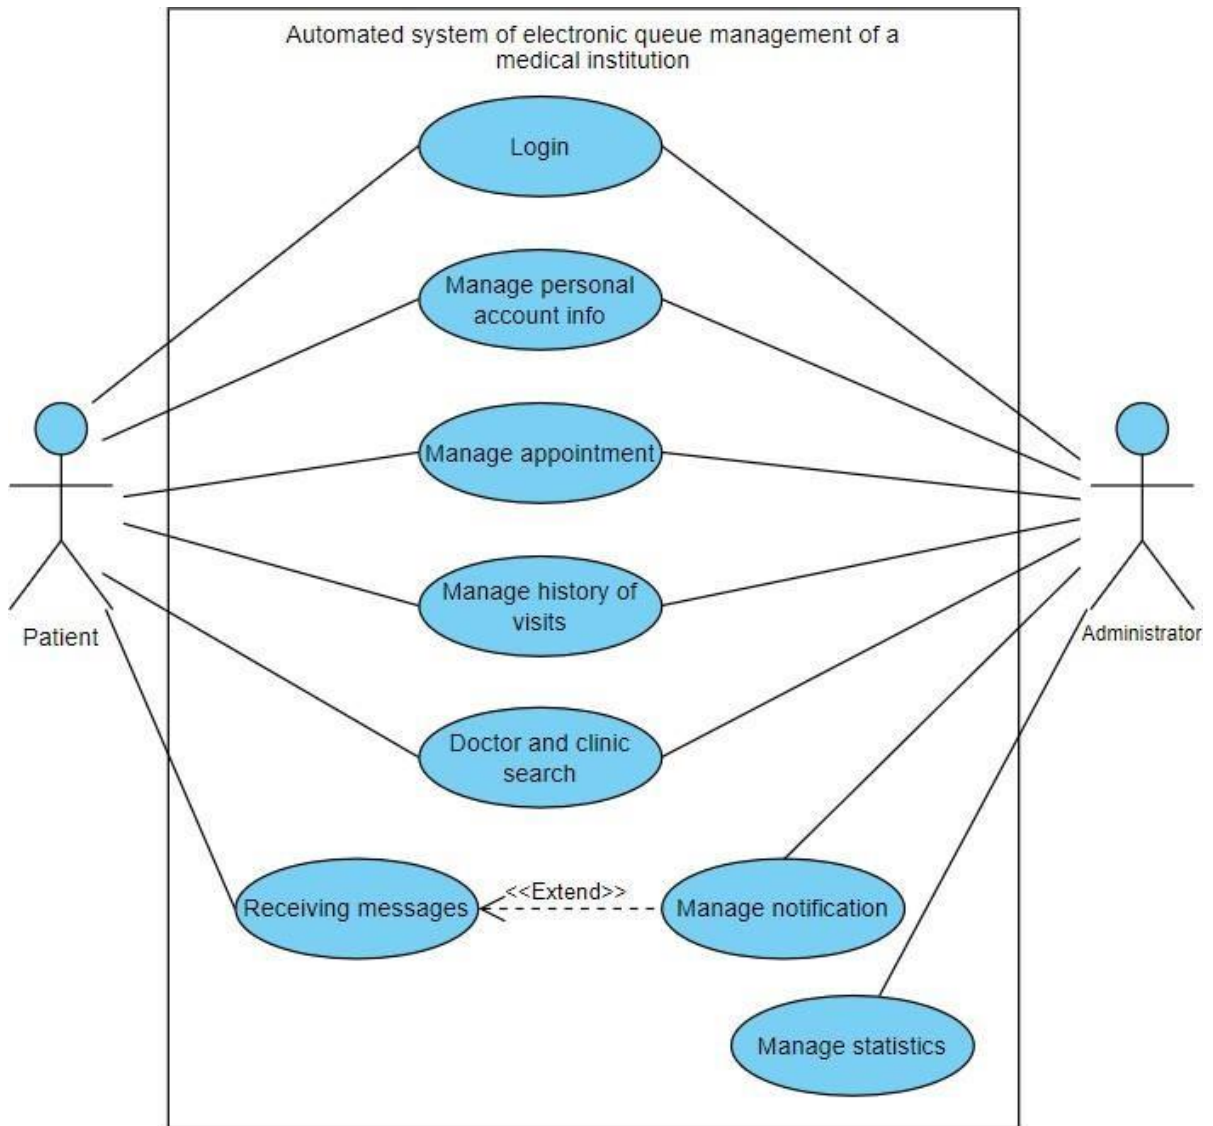 Automated system of electronic queue management of a
medical institution
Login
Manage personal
account info
Manage appointment
Manage history of
visits
Patient
Administrator
Doctor and clinic
search
<<Extend>>
Receiving messages
Manage notification
Manage statistics